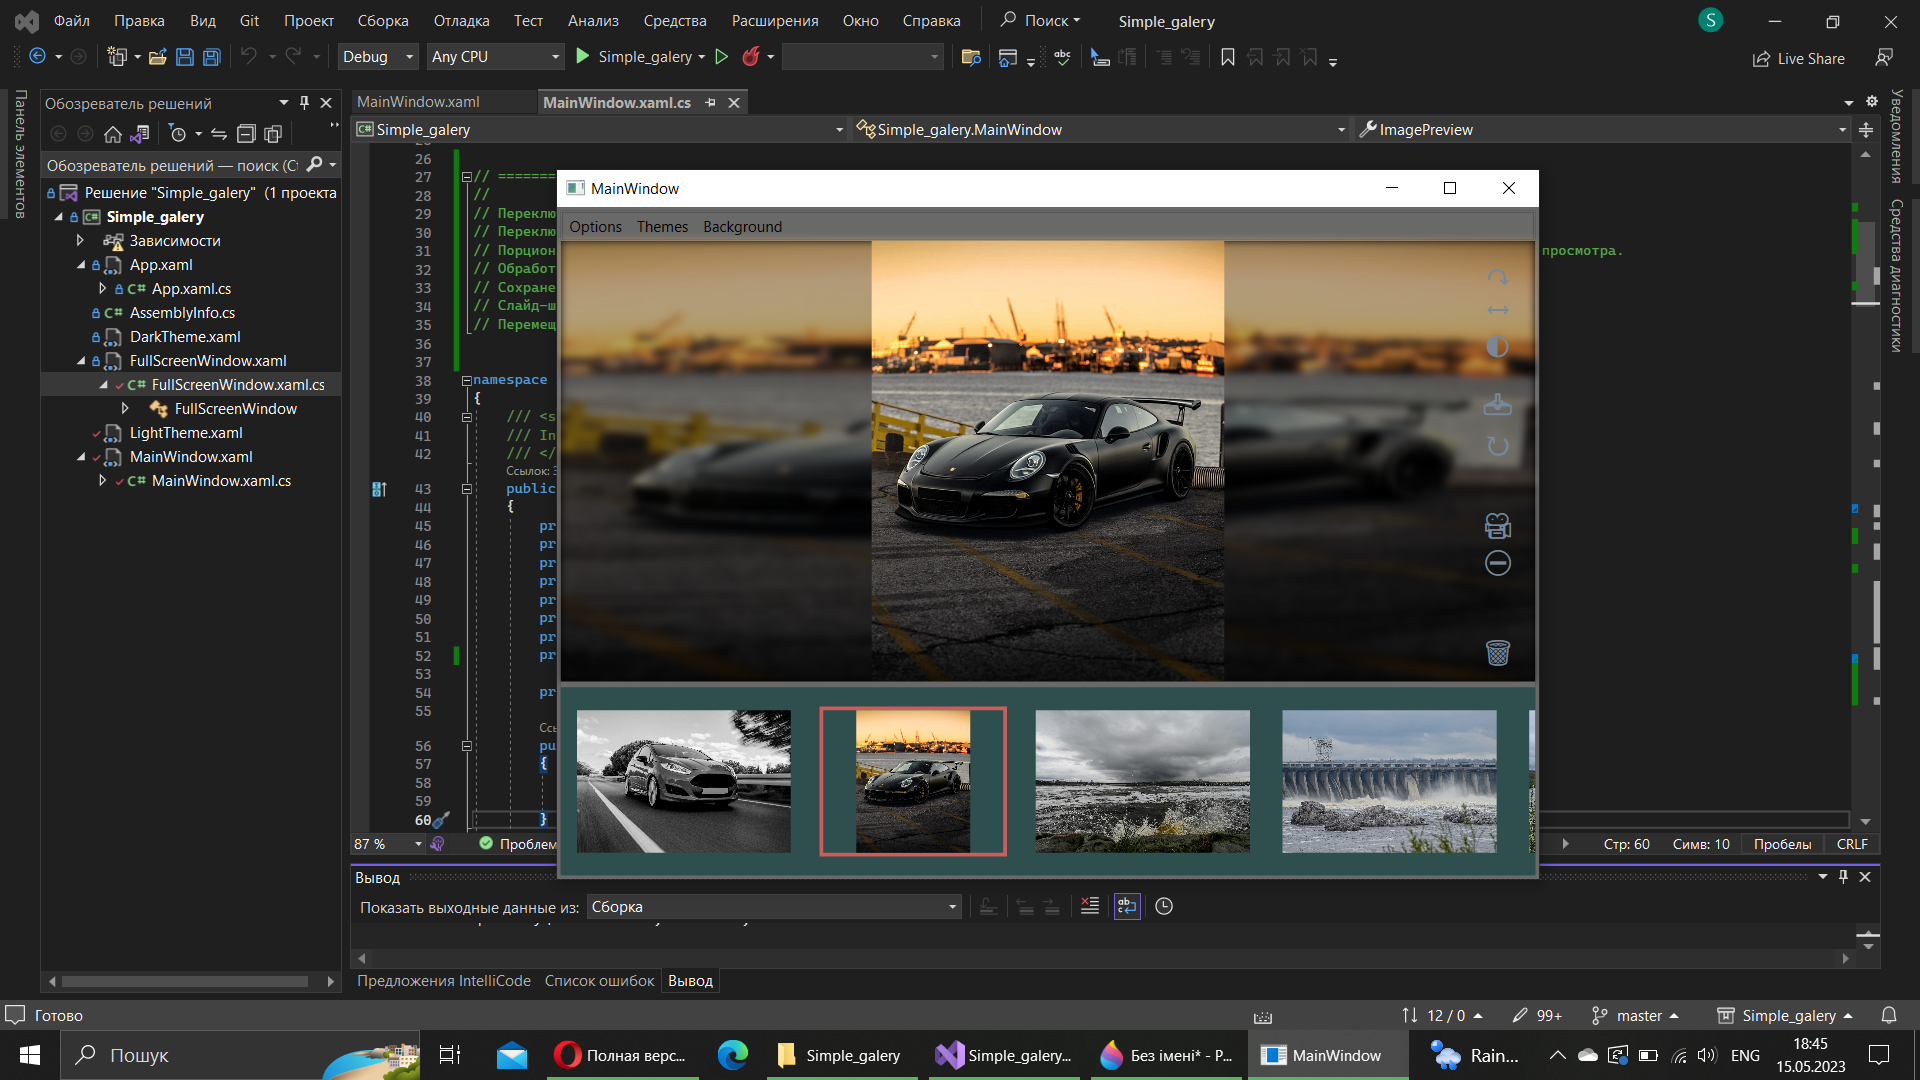 Файл Правка Вид Git Проект Сборка Отладка Тест Анализ Средства Расширения Окно Справка Поиск Simple_galery S
Debug Any CPU Simple_galery Live Share
Панель элементов
Обозреватель решений
Обозреватель решений — поиск (Ct
Решение "Simple_galery" (1 проекта
Simple_galery
Зависимости
App.xaml
App.xaml.cs
AssemblyInfo.cs
DarkTheme.xaml
FullScreenWindow.xaml
FullScreenWindow.xaml.cs
FullScreenWindow
LightTheme.xaml
MainWindow.xaml
MainWindow.xaml.cs
MainWindow.xaml MainWindow.xaml.cs
Simple_galery Simple_galery.MainWindow ImagePreview
26
27 // =======
28 //
29 // Переклю
30 // Переклю
31 // Порцион просмотра.
32 // Обработ
33 // Сохране
34 // Слайд-ш
35 // Перемещ
36
37
38 namespace
39 {
40 /// <s
41 /// In
42 /// </
Ссылок: 3
43 public
44 {
45 pr
46 pr
47 pr
48 pr
49 pr
50 pr
51 pr
52 pr
53
54 pr
55
Ссы
56 pu
57 {
58
59
60 }
MainWindow
Options Themes Background
87 % Проблем Стр: 60 Симв: 10 Пробелы CRLF
Вывод
Показать выходные данные из: Сборка
Предложения IntelliCode Список ошибок Вывод
Уведомления
Средства диагностики
Готово 12 / 0 99+ master Simple_galery
Пошук Полная верс... Simple_galery Simple_galery... Без імені* - P... MainWindow Rain... ENG 18:45
15.05.2023